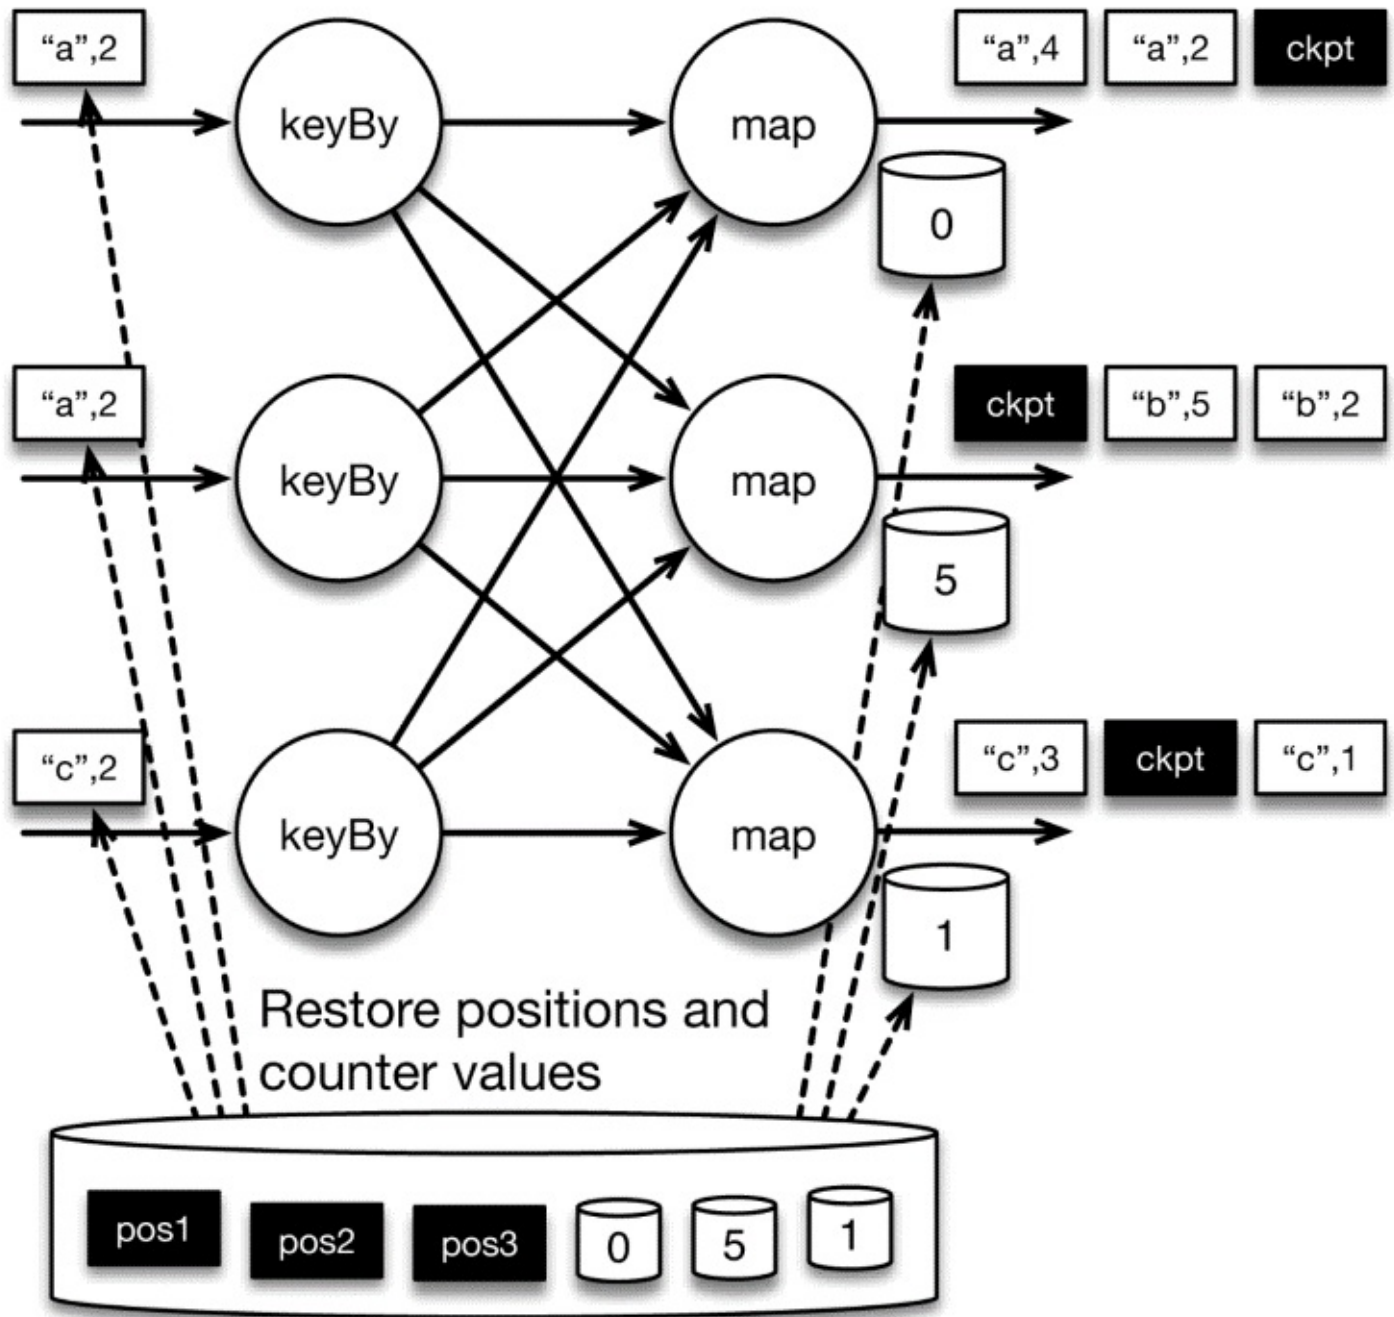 “a”,2
keyBy
map
“a”,4
“a”,2
ckpt
0
“a”,2
keyBy
map
ckpt
“b”,5
“b”,2
5
“c”,2
keyBy
map
“c”,3
ckpt
“c”,1
1
Restore positions and
counter values
pos1
pos2
pos3
0
5
1